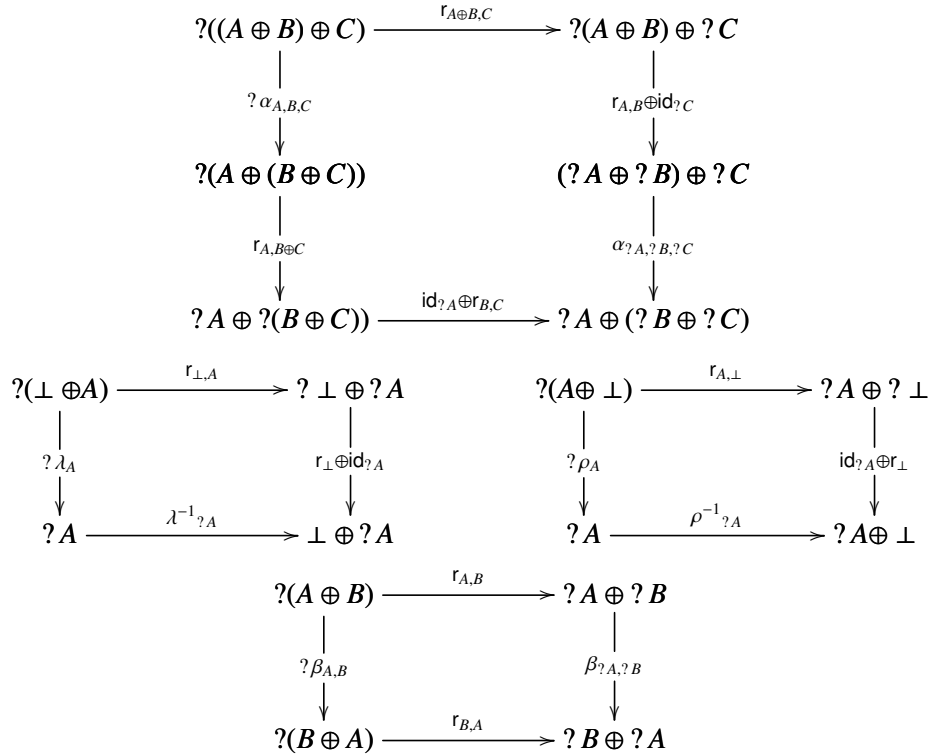 r_{A⊕B,C}
?((A ⊕ B) ⊕ C) ?(A ⊕ B) ⊕ ?C
?α_{A,B,C} r_{A,B}⊕id_{?C}
?(A ⊕ (B ⊕ C)) (?A ⊕ ?B) ⊕ ?C
r_{A,B⊕C} α_{?A,?B,?C}
id_{?A}⊕r_{B,C}
?A ⊕ ?(B ⊕ C)) ?A ⊕ (?B ⊕ ?C)
r_{⊥,A} r_{A,⊥}
?(⊥ ⊕A) ?⊥ ⊕ ?A ?(A⊕ ⊥) ?A ⊕ ?⊥
?λ_A r_⊥⊕id_{?A} ?ρ_A id_{?A}⊕r_⊥
λ^{-1}_{?A} ρ^{-1}_{?A}
?A ⊥ ⊕ ?A ?A ?A⊕ ⊥
r_{A,B}
?(A ⊕ B) ?A ⊕ ?B
?β_{A,B} β_{?A,?B}
r_{B,A}
?(B ⊕ A) ?B ⊕ ?A